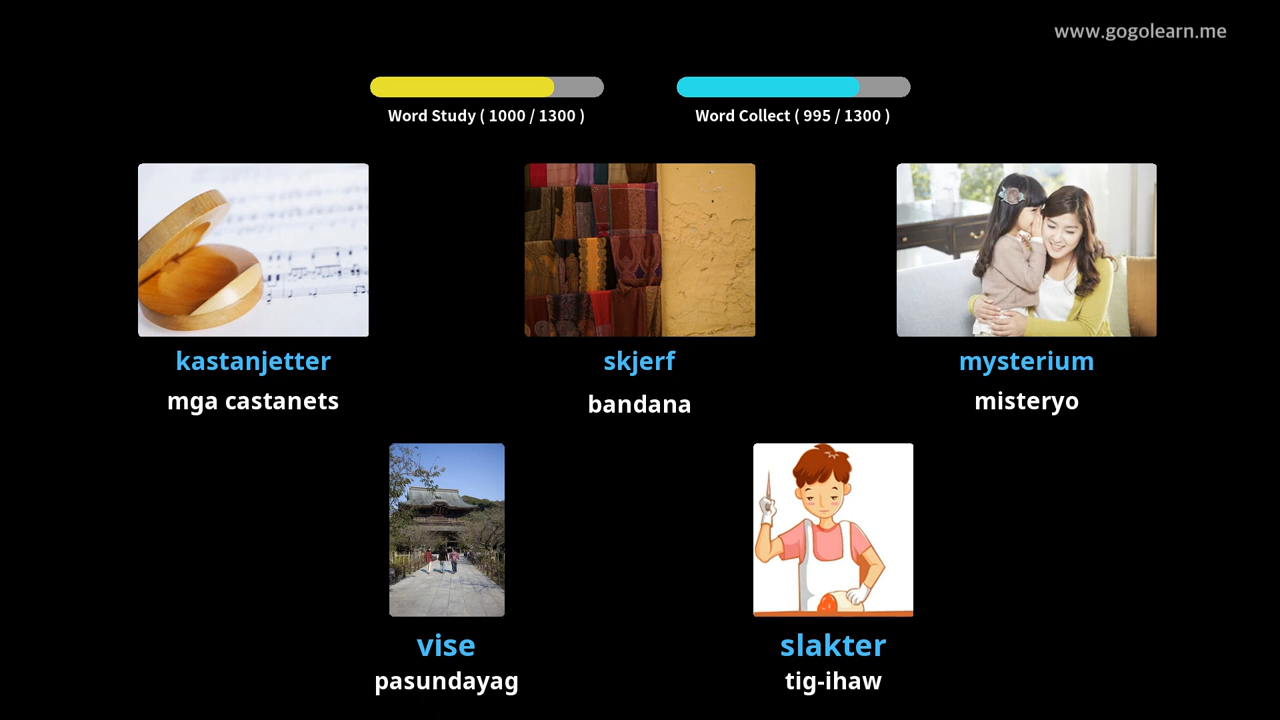 www.gogolearn.me
Word Study ( 1000 / 1300 )
Word Collect ( 995 / 1300 )
kastanjetter
mga castanets
skjerf
bandana
mysterium
misteryo
vise
pasundayag
slakter
tig-ihaw